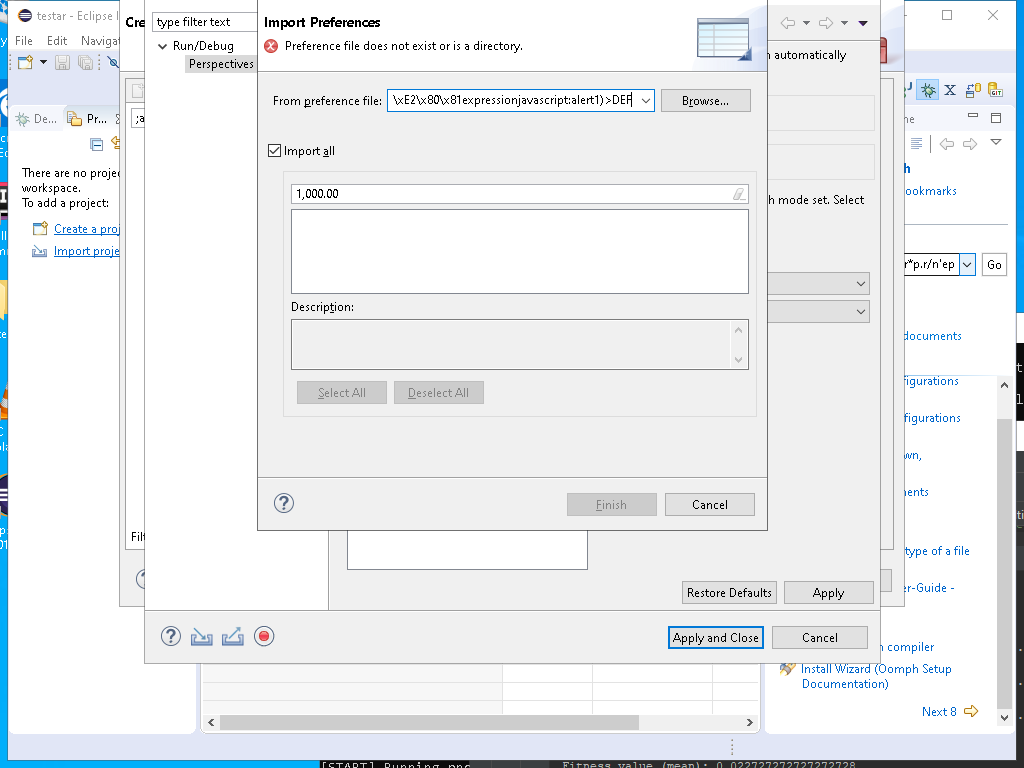 testar - Eclipse I
File Edit Navigat
De...
Pr...
There are no proje
workspace.
To add a project:
Create a proj
Import proje
Cre
;a
Filt
type filter text
Run/Debug
Perspectives
Import Preferences
Preference file does not exist or is a directory.
From preference file:
\xE2\x80\x81expressionjavascript:alert1)>DEF
Browse...
Import all
1,000.00
Description:
Select All
Deselect All
Finish
Cancel
automatically
h mode set. Select
Restore Defaults
Apply
Apply and Close
Cancel
ne
h
ookmarks
r*p.r/n'ep
Go
documents
figurations
figurations
wn,
nents
type of a file
er-Guide -
n compiler
Install Wizard (Oomph Setup
Documentation)
Next 8
[START] Running pro
Fitness value (mean): 0.022727272727272728